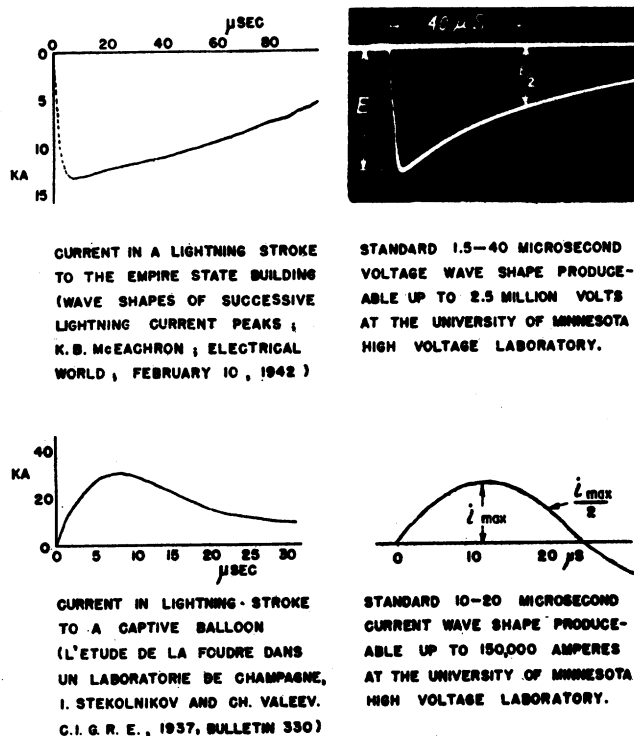 µSEC
0 20 40 60 80
0
5
10
KA
15
40 µS.
E
E
2
CURRENT IN A LIGHTNING STROKE
TO THE EMPIRE STATE BUILDING
(WAVE SHAPES OF SUCCESSIVE
LIGHTNING CURRENT PEAKS ;
K.B. McEACHRON ; ELECTRICAL
WORLD ; FEBRUARY 10 , 1942 )
STANDARD 1.5—40 MICROSECOND
VOLTAGE WAVE SHAPE PRODUCE-
ABLE UP TO 2.5 MILLION VOLTS
AT THE UNIVERSITY OF MINNESOTA
HIGH VOLTAGE LABORATORY.
40
KA
20
0
0 5 10 15 20 25 30
µSEC
i max
i max
2
0 10 20 µS
CURRENT IN LIGHTNING - STROKE
TO A CAPTIVE BALLOON
(L'ETUDE DE LA FOUDRE DANS
UN LABORATORIE DE CHAMPAGNE,
I. STEKOLNIKOV AND CH. VALEEV.
C.I. G. R. E. , 1937, BULLETIN 330)
STANDARD 10-20 MICROSECOND
CURRENT WAVE SHAPE PRODUCE-
ABLE UP TO 150,000 AMPERES
AT THE UNIVERSITY OF MINNESOTA
HIGH VOLTAGE LABORATORY.